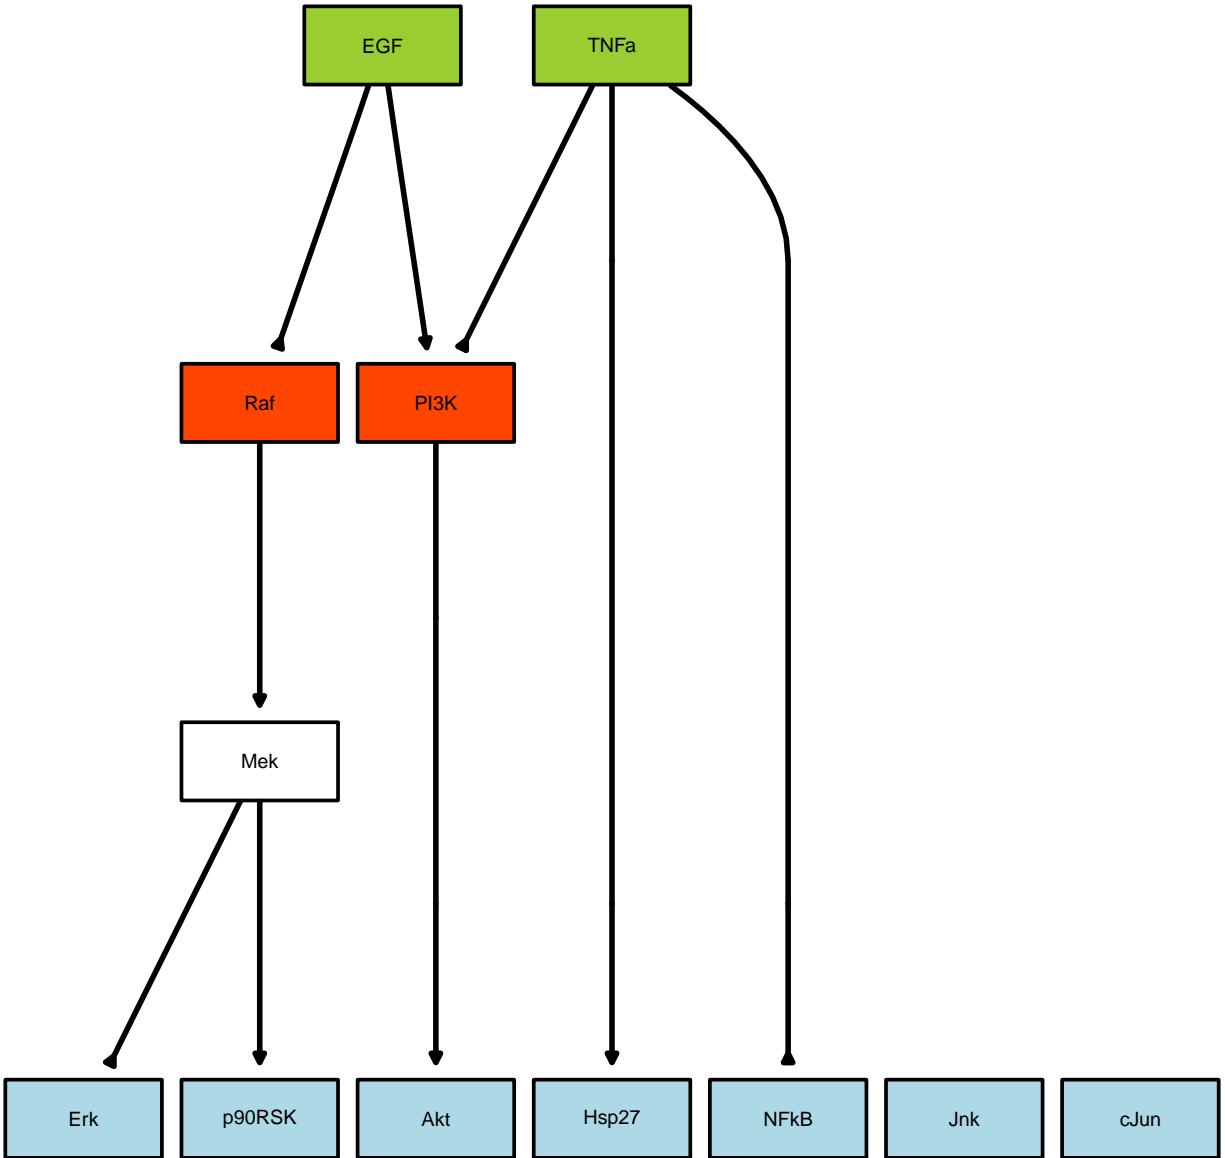 EGF
TNFa
Raf
PI3K
Mek
Erk
p90RSK
Akt
Hsp27
NFkB
Jnk
cJun